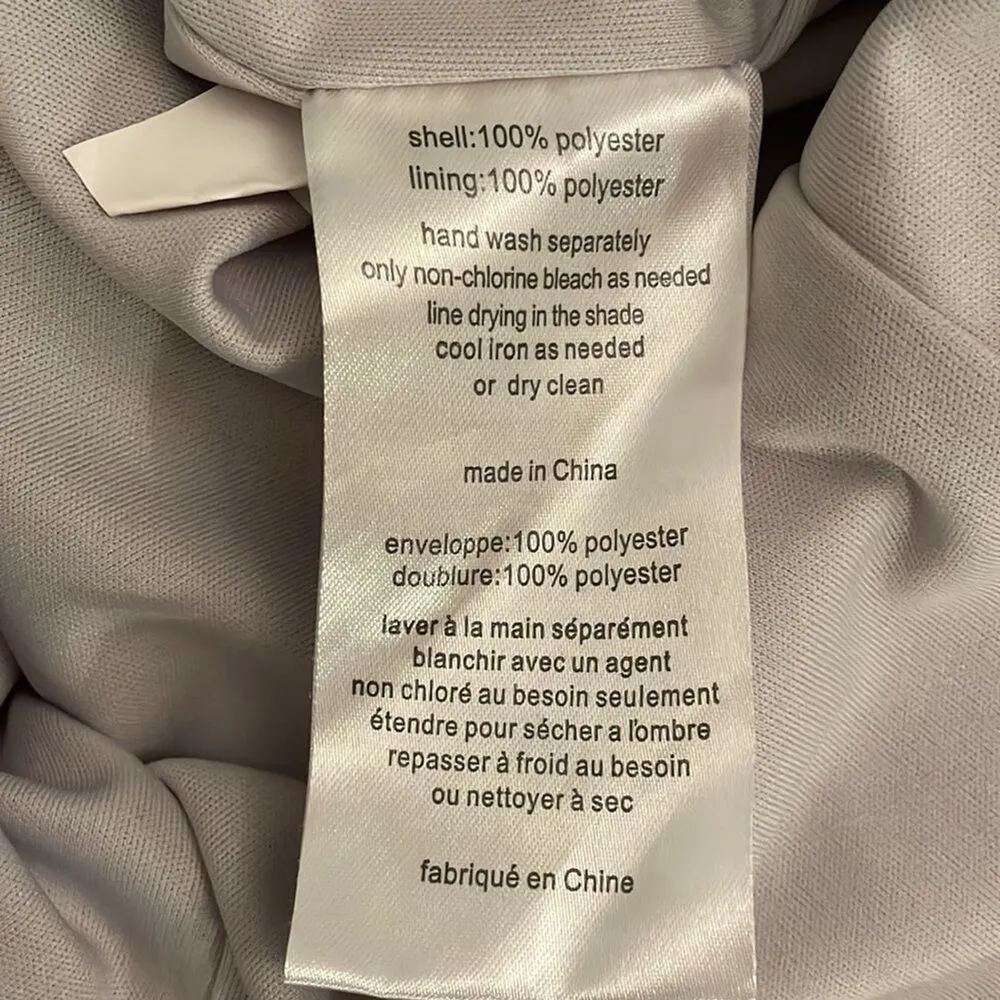 shell:100% polyester
lining:100% polyester
hand wash separately
only non-chlorine bleach as needed
line drying in the shade
cool iron as needed
or dry clean
made in China
enveloppe:100% polyester
doublure:100% polyester
laver à la main séparément
blanchir avec un agent
non chloré au besoin seulement
étendre pour sécher a l'ombre
repasser à froid au besoin
ou nettoyer à sec
fabriqué en Chine